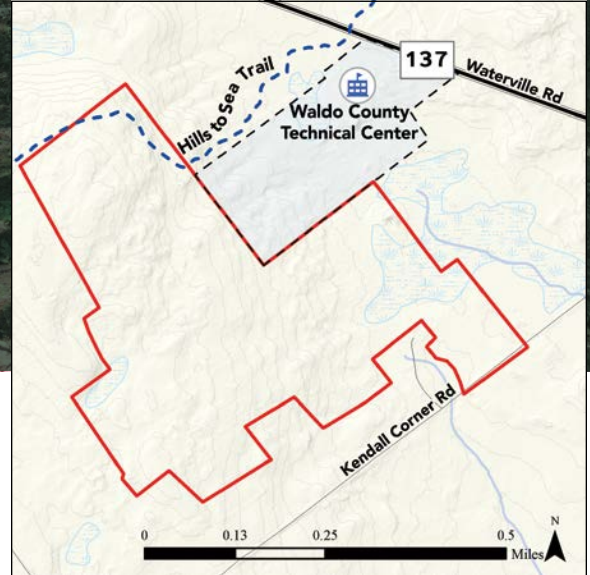 137
Waterville Rd
Hills to Sea Trail
Waldo County
Technical Center
Kendall Corner Rd
0 0.13 0.25 0.5
Miles
N